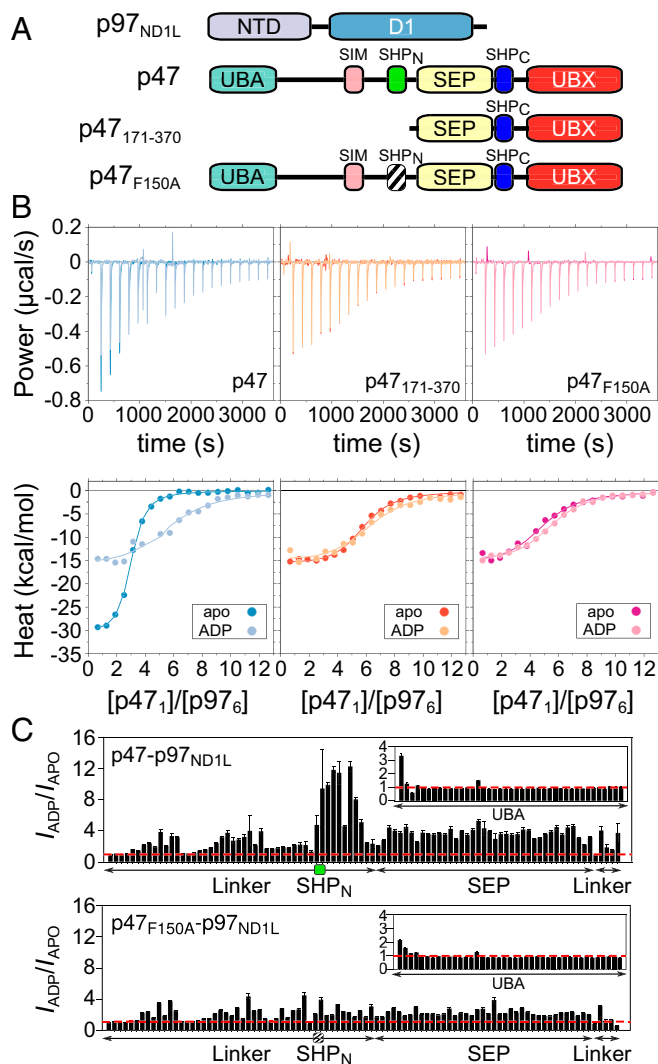 A
p97ND1L NTD D1
SIM SHPN SHPC
p47 UBA SEP UBX
SHPC
p47171-370 SEP UBX
SIM SHPN SHPC
p47F150A UBA SEP UBX
B
Power (µcal/s)
0.2
0
-0.2
-0.4
-0.6
-0.8
p47
p47171-370
p47F150A
0 1000 2000 3000
0 1000 2000 3000
0 1000 2000 3000
time (s)
time (s)
time (s)
Heat (kcal/mol)
0
-5
-10
-15
-20
-25
-30
-35
apo
ADP
apo
ADP
apo
ADP
0 2 4 6 8 10 12
0 2 4 6 8 10 12
0 2 4 6 8 10 12
[p471]/[p976]
[p471]/[p976]
[p471]/[p976]
C
IADP/IAPO
16
12
8
4
0
p47-p97ND1L
4
3
2
1
0
UBA
Linker SHPN SEP Linker
IADP/IAPO
16
12
8
4
0
p47F150A-p97ND1L
4
3
2
1
0
UBA
Linker SHPN SEP Linker